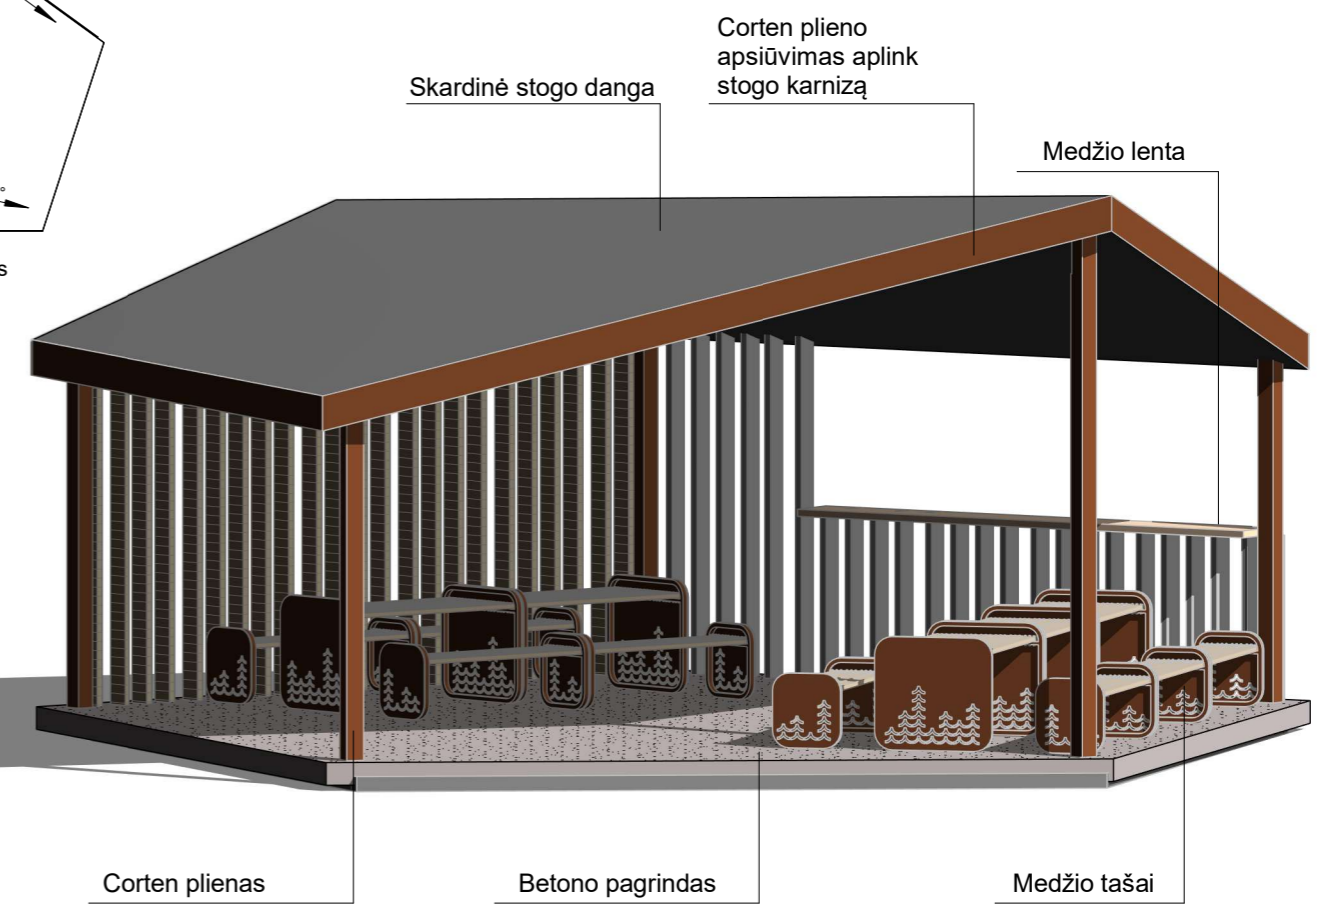 Corten plieno
apsiūvimas aplink
stogo karnizą
Skardinė stogo danga
Medžio lenta
°
s
Corten plienas
Betono pagrindas
Medžio tašai